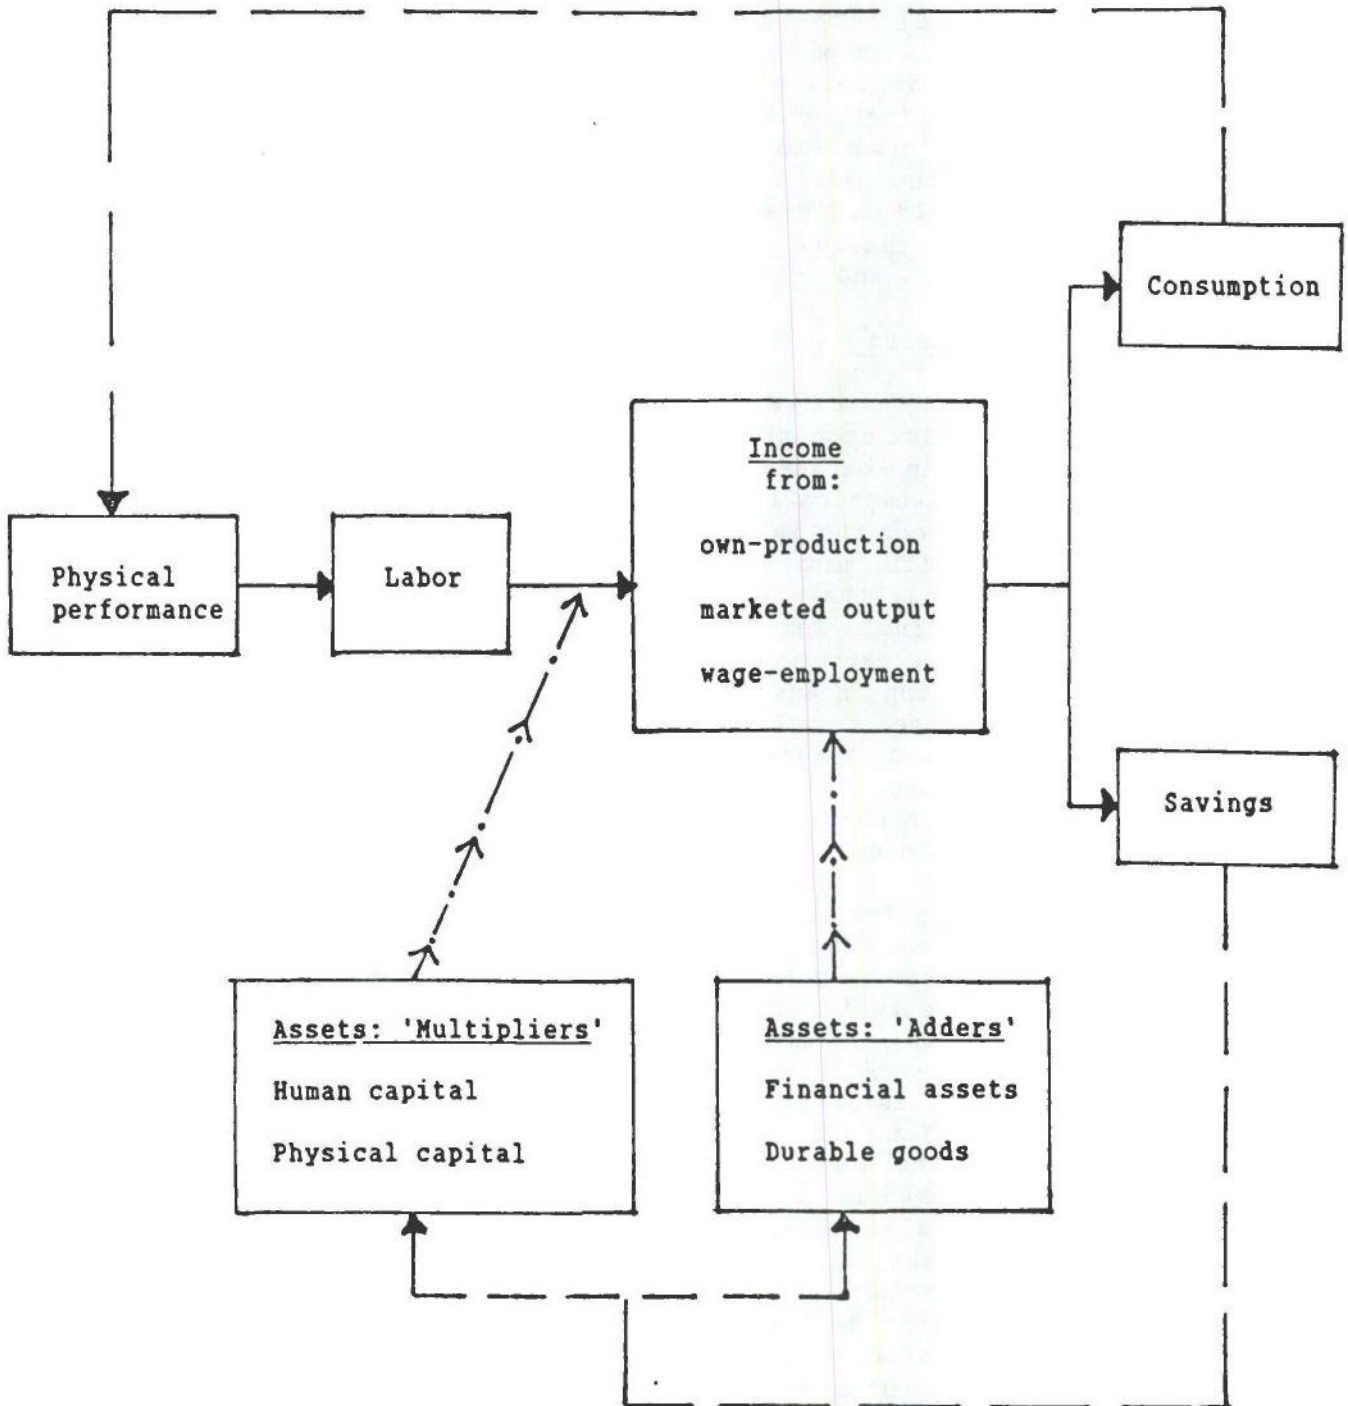 Consumption
Income
from:
own-production
marketed output
wage-employment
Physical
performance
Labor
Savings
Assets: 'Multipliers'
Human capital
Physical capital
Assets: 'Adders'
Financial assets
Durable goods